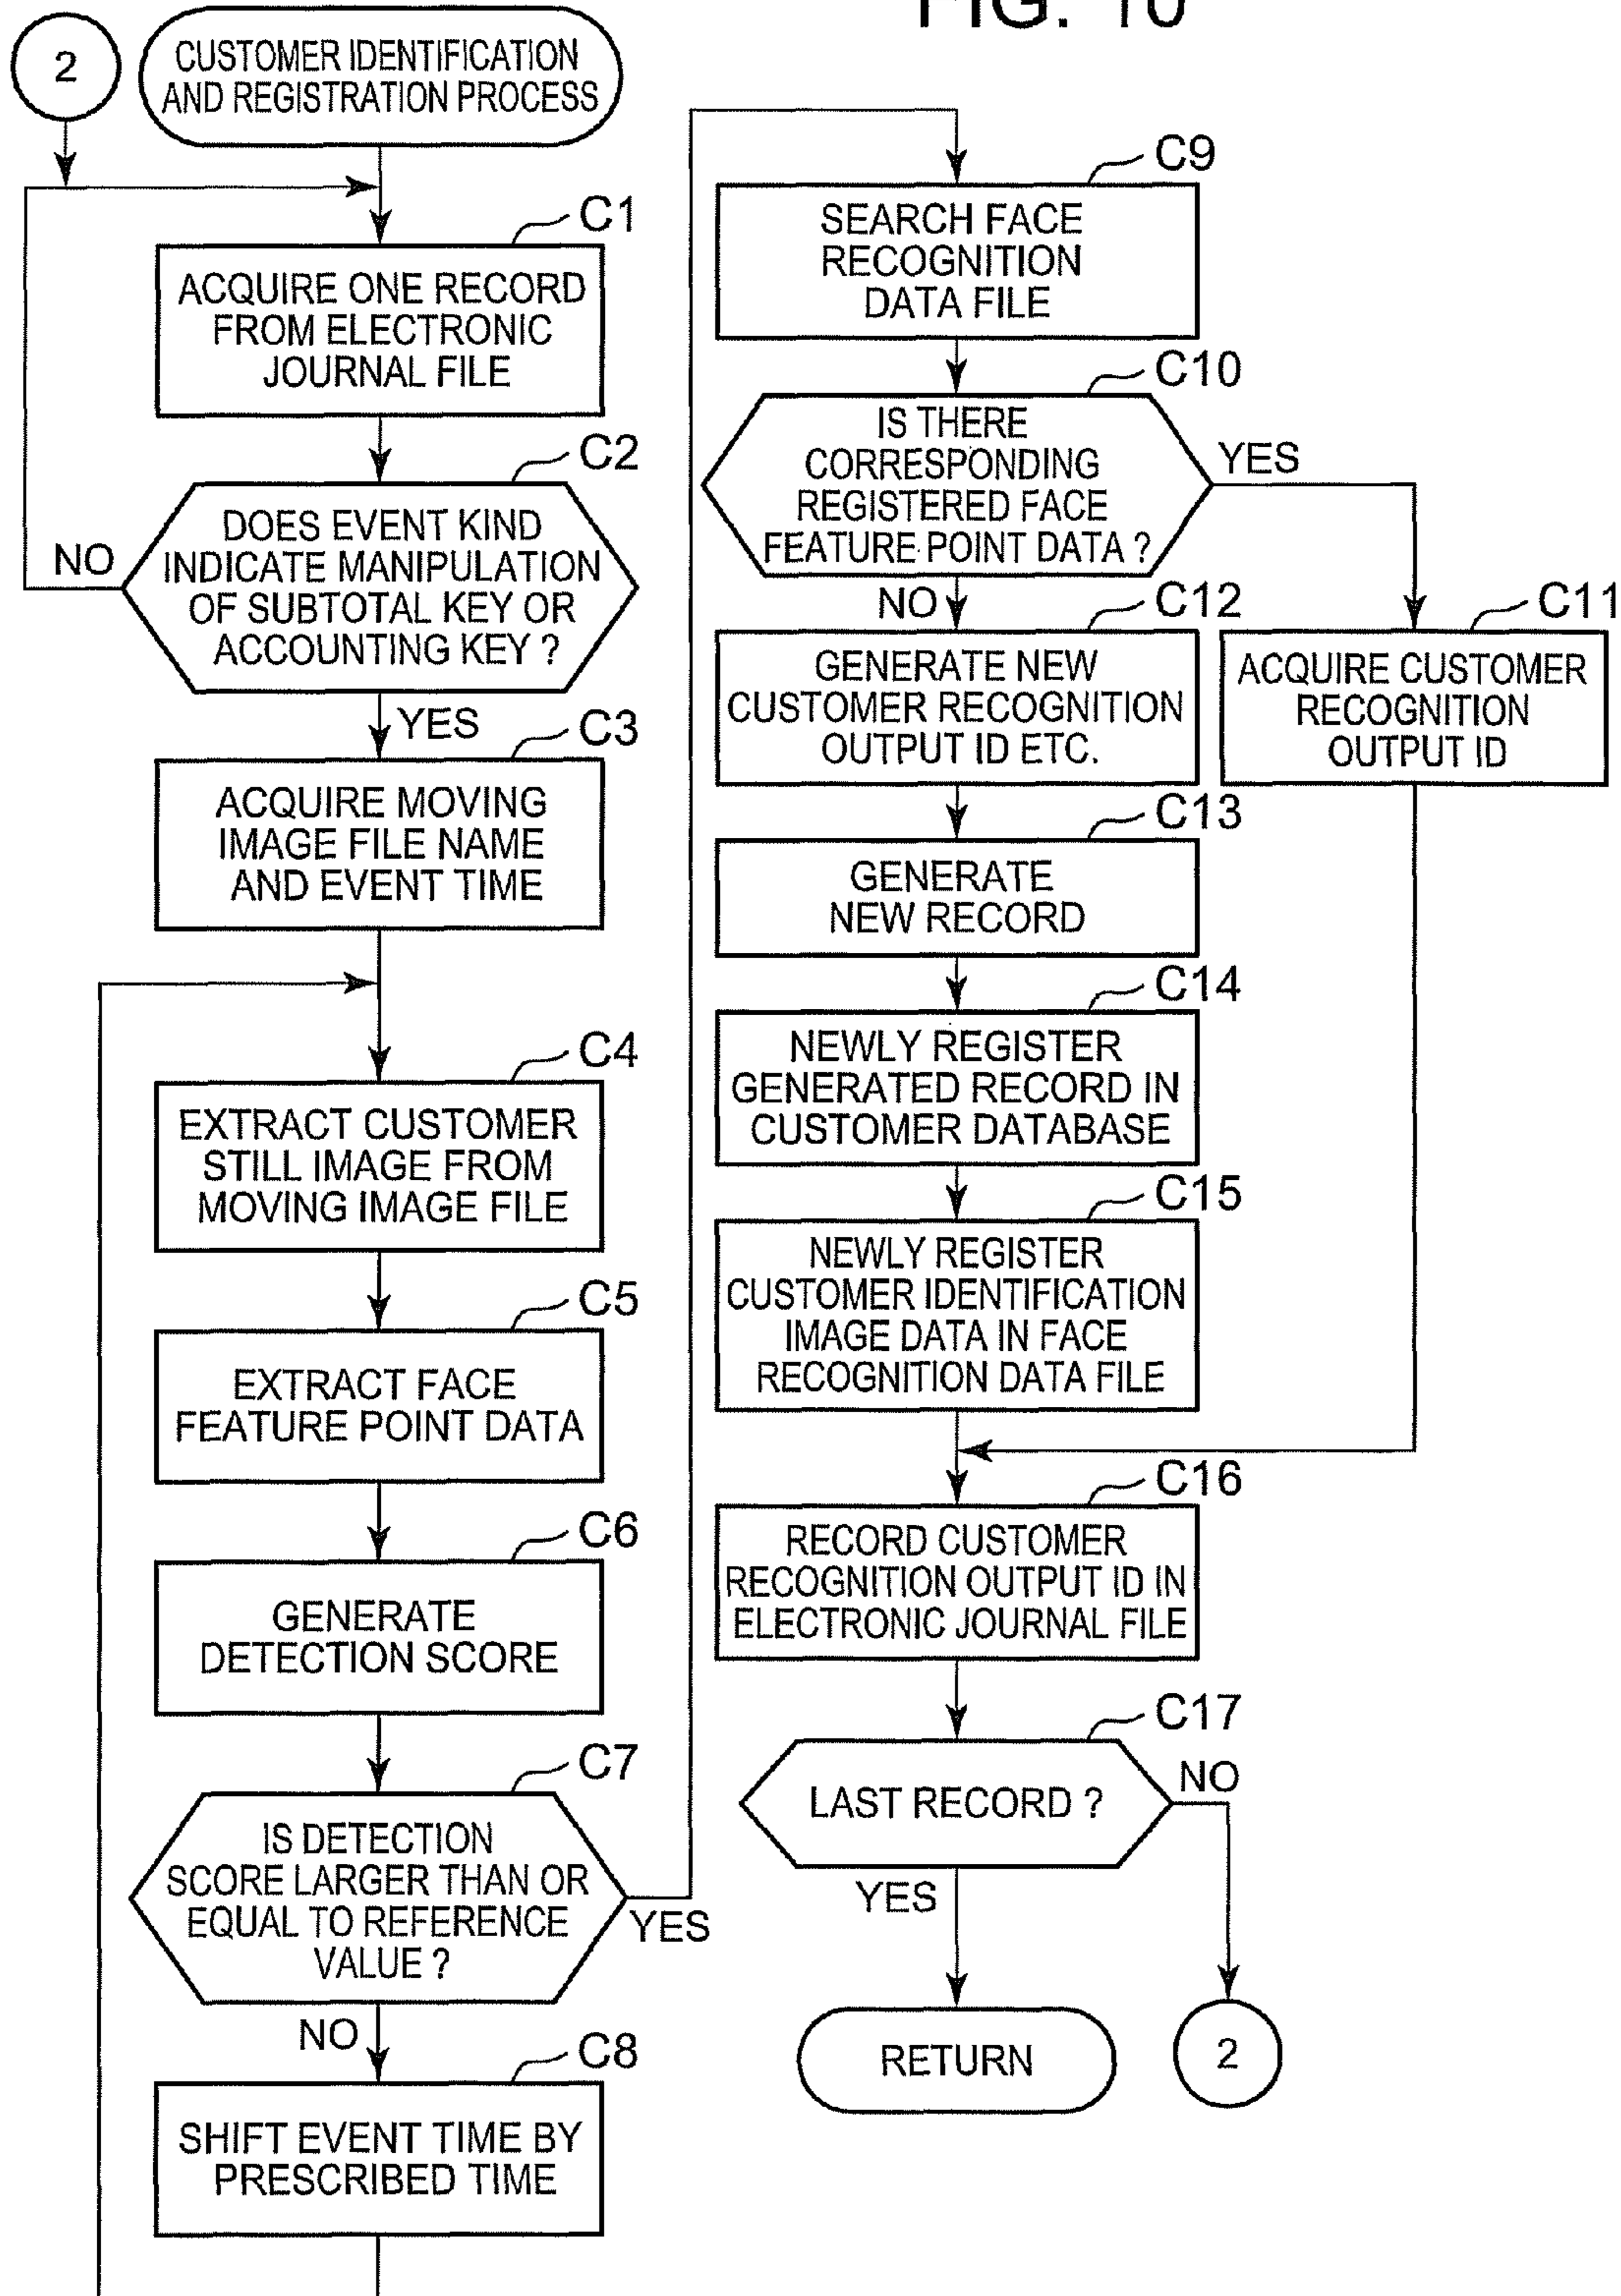 FIG. 10
2
CUSTOMER IDENTIFICATION
AND REGISTRATION PROCESS
C1
ACQUIRE ONE RECORD
FROM ELECTRONIC
JOURNAL FILE
C2
DOES EVENT KIND
INDICATE MANIPULATION
OF SUBTOTAL KEY OR
ACCOUNTING KEY ?
NO
YES
C3
ACQUIRE MOVING
IMAGE FILE NAME
AND EVENT TIME
C4
EXTRACT CUSTOMER
STILL IMAGE FROM
MOVING IMAGE FILE
C5
EXTRACT FACE
FEATURE POINT DATA
C6
GENERATE
DETECTION SCORE
C7
IS DETECTION
SCORE LARGER THAN OR
EQUAL TO REFERENCE
VALUE ?
YES
NO
C8
SHIFT EVENT TIME BY
PRESCRIBED TIME
C9
SEARCH FACE
RECOGNITION
DATA FILE
C10
IS THERE
CORRESPONDING
REGISTERED FACE
FEATURE POINT DATA ?
YES
NO
C11
ACQUIRE CUSTOMER
RECOGNITION
OUTPUT ID
C12
GENERATE NEW
CUSTOMER RECOGNITION
OUTPUT ID ETC.
C13
GENERATE
NEW RECORD
C14
NEWLY REGISTER
GENERATED RECORD IN
CUSTOMER DATABASE
C15
NEWLY REGISTER
CUSTOMER IDENTIFICATION
IMAGE DATA IN FACE
RECOGNITION DATA FILE
C16
RECORD CUSTOMER
RECOGNITION OUTPUT ID IN
ELECTRONIC JOURNAL FILE
C17
LAST RECORD ?
NO
YES
RETURN
2